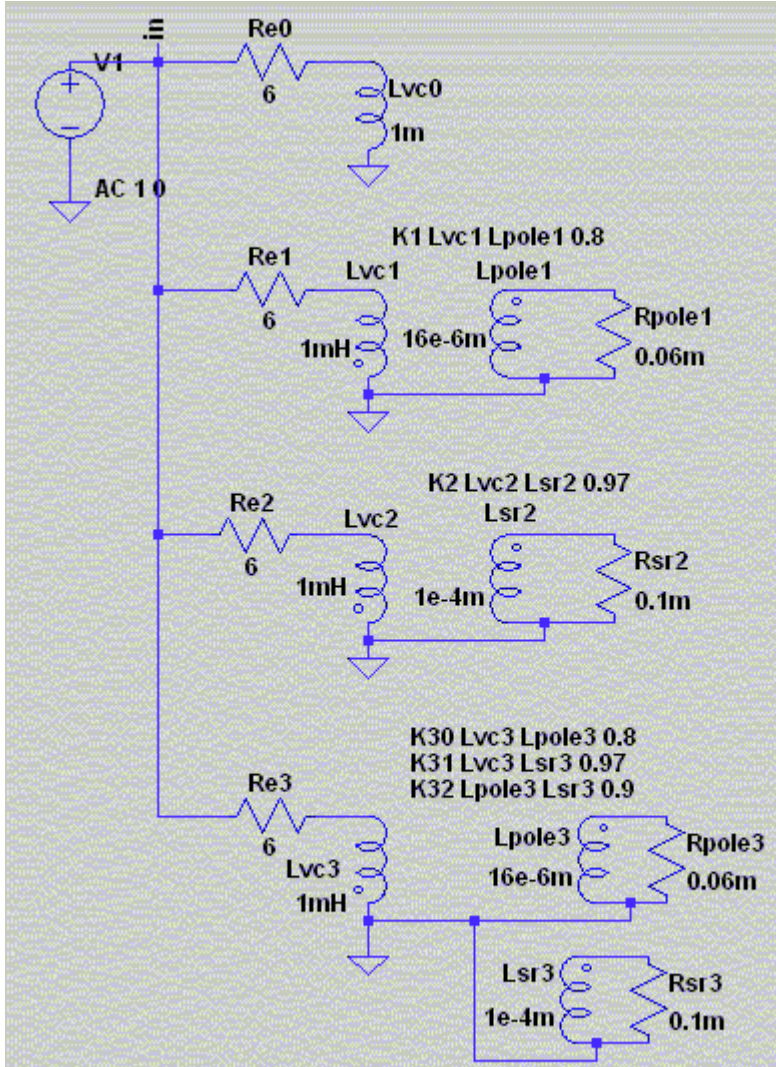 in
Re0
V1
6
Lvc0
1m
AC 1 0
K1 Lvc1 Lpole1 0.8
Re1
Lvc1
Lpole1
6
1mH
16e-6m
Rpole1
0.06m
K2 Lvc2 Lsr2 0.97
Re2
Lvc2
Lsr2
6
1mH
1e-4m
Rsr2
0.1m
K30 Lvc3 Lpole3 0.8
K31 Lvc3 Lsr3 0.97
K32 Lpole3 Lsr3 0.9
Re3
6
Lvc3
1mH
Lpole3
16e-6m
Rpole3
0.06m
Lsr3
1e-4m
Rsr3
0.1m